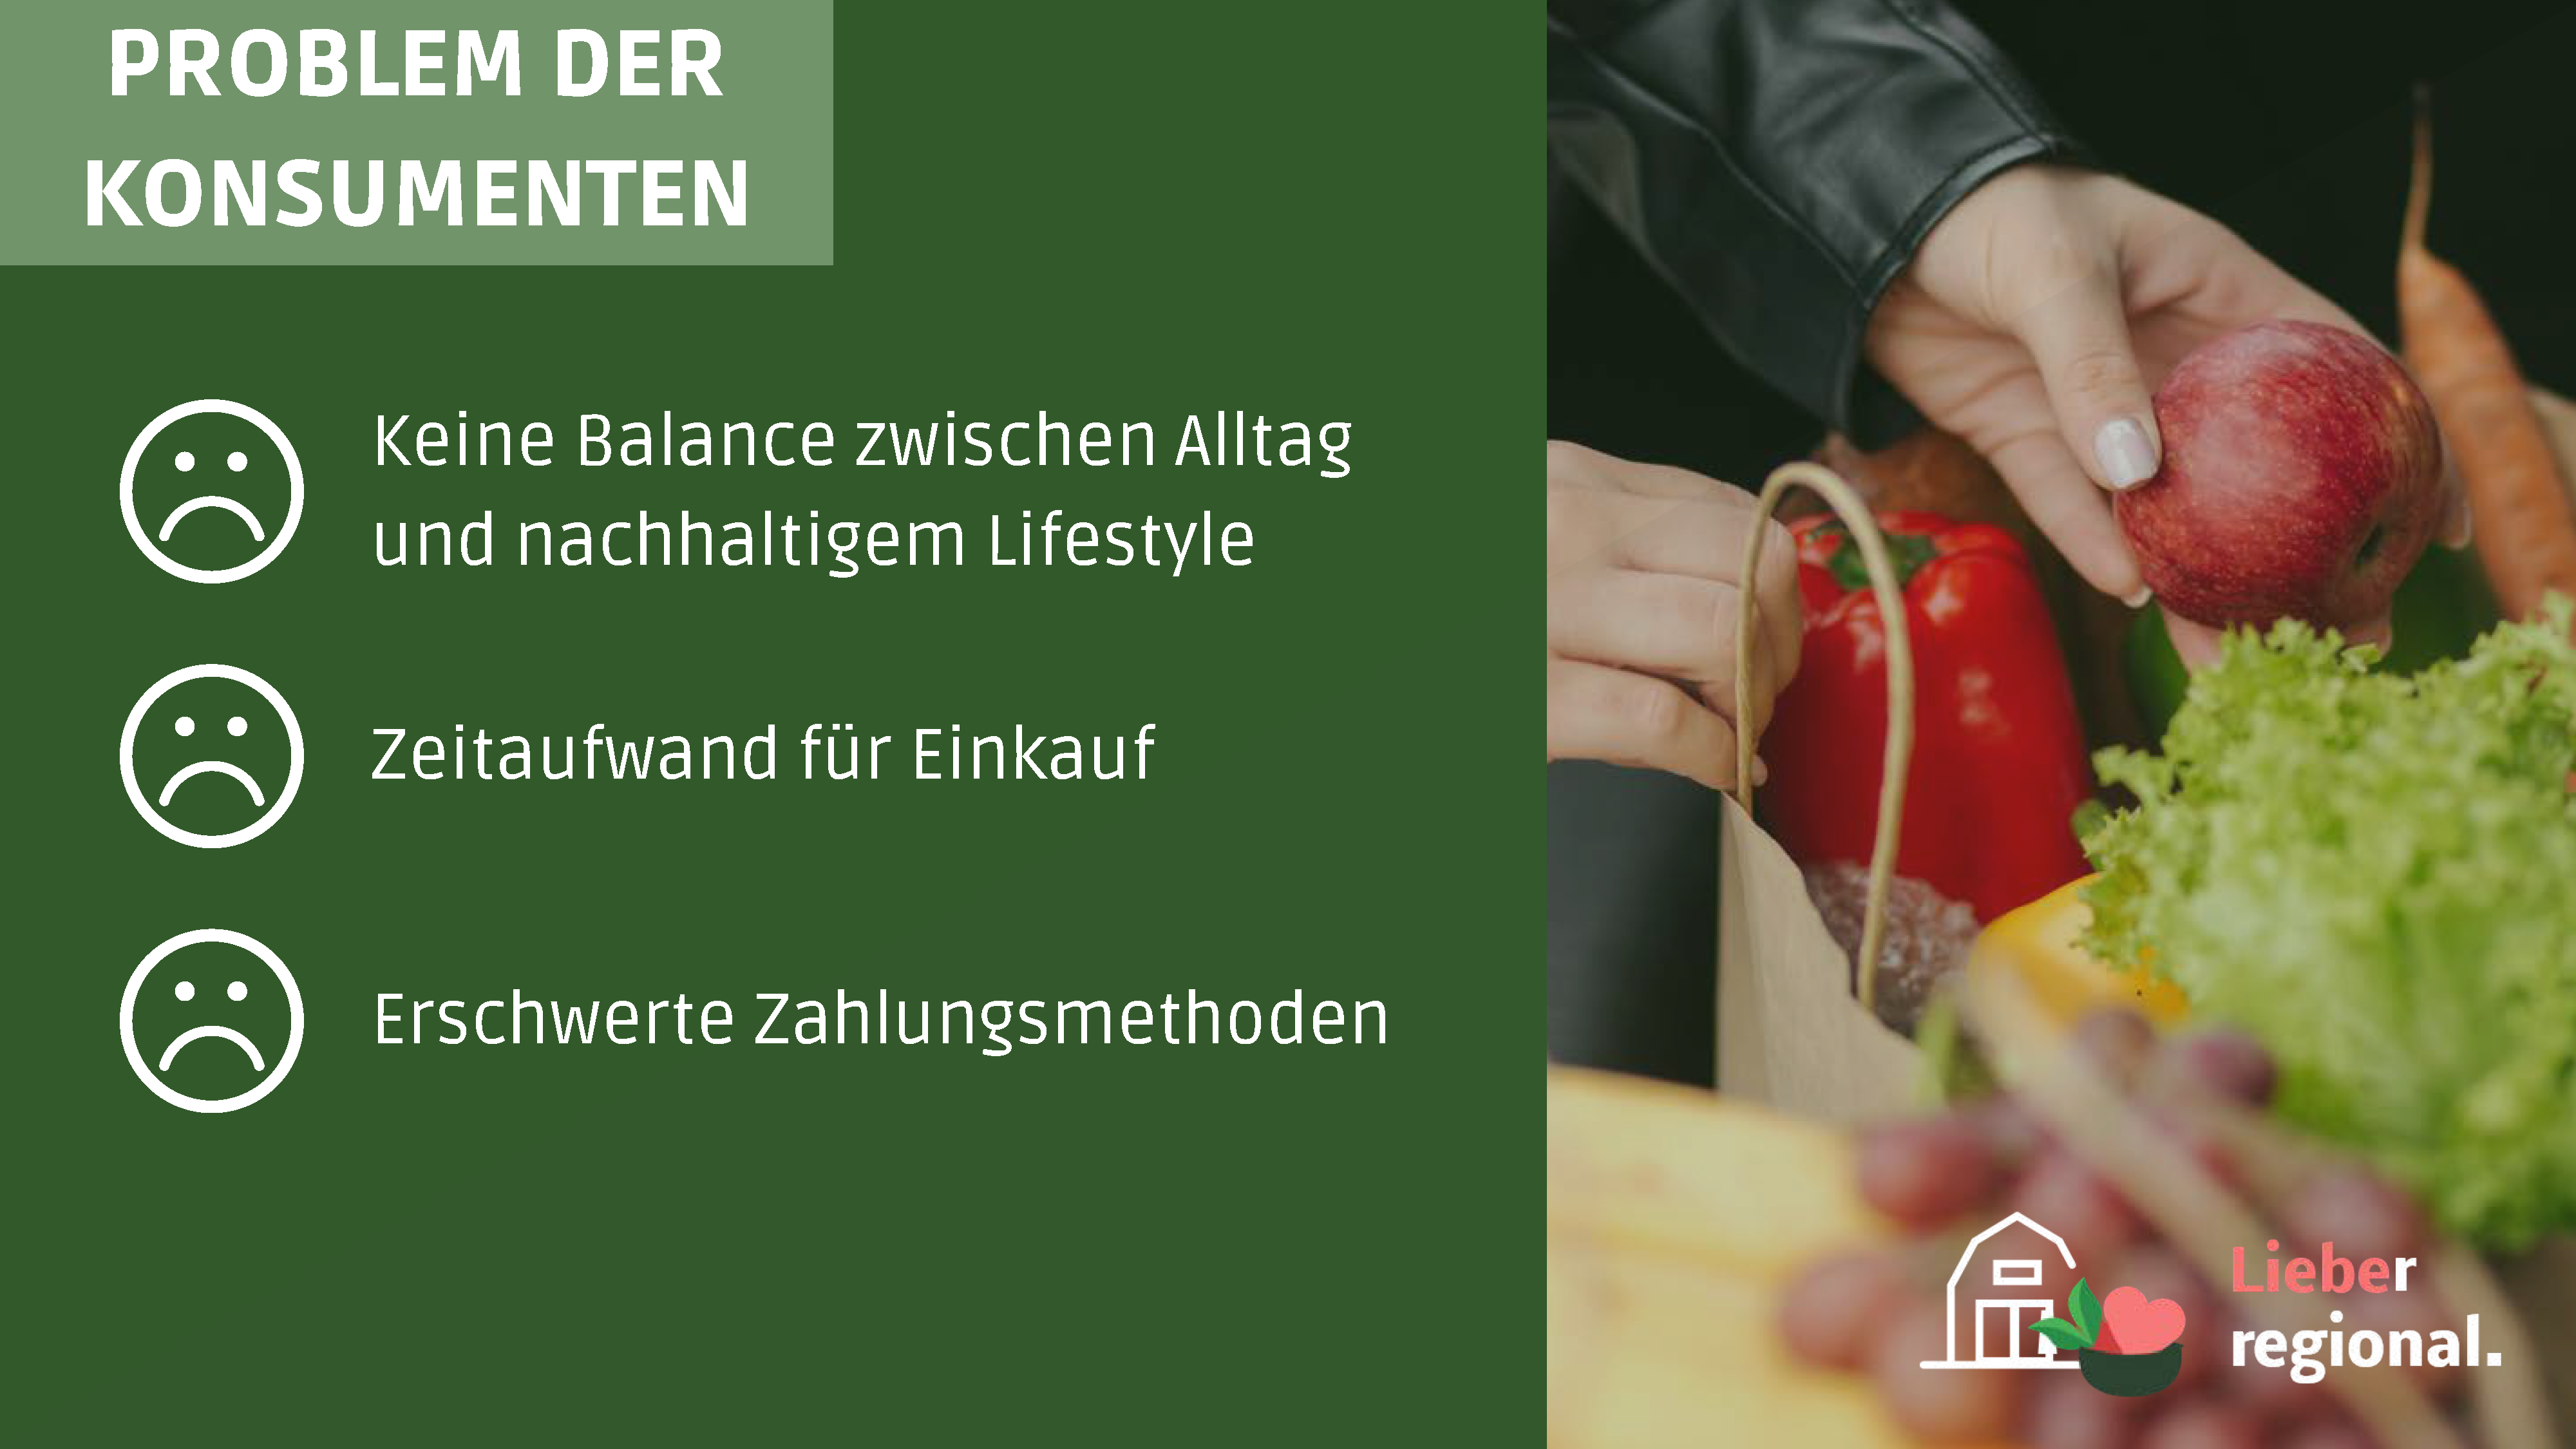 PROBLEM DER
KONSUMENTEN
Keine Balance zwischen Alltag
und nachhaltigem Lifestyle
Zeitaufwand für Einkauf
Erschwerte Zahlungsmethoden
Lieber
regional.